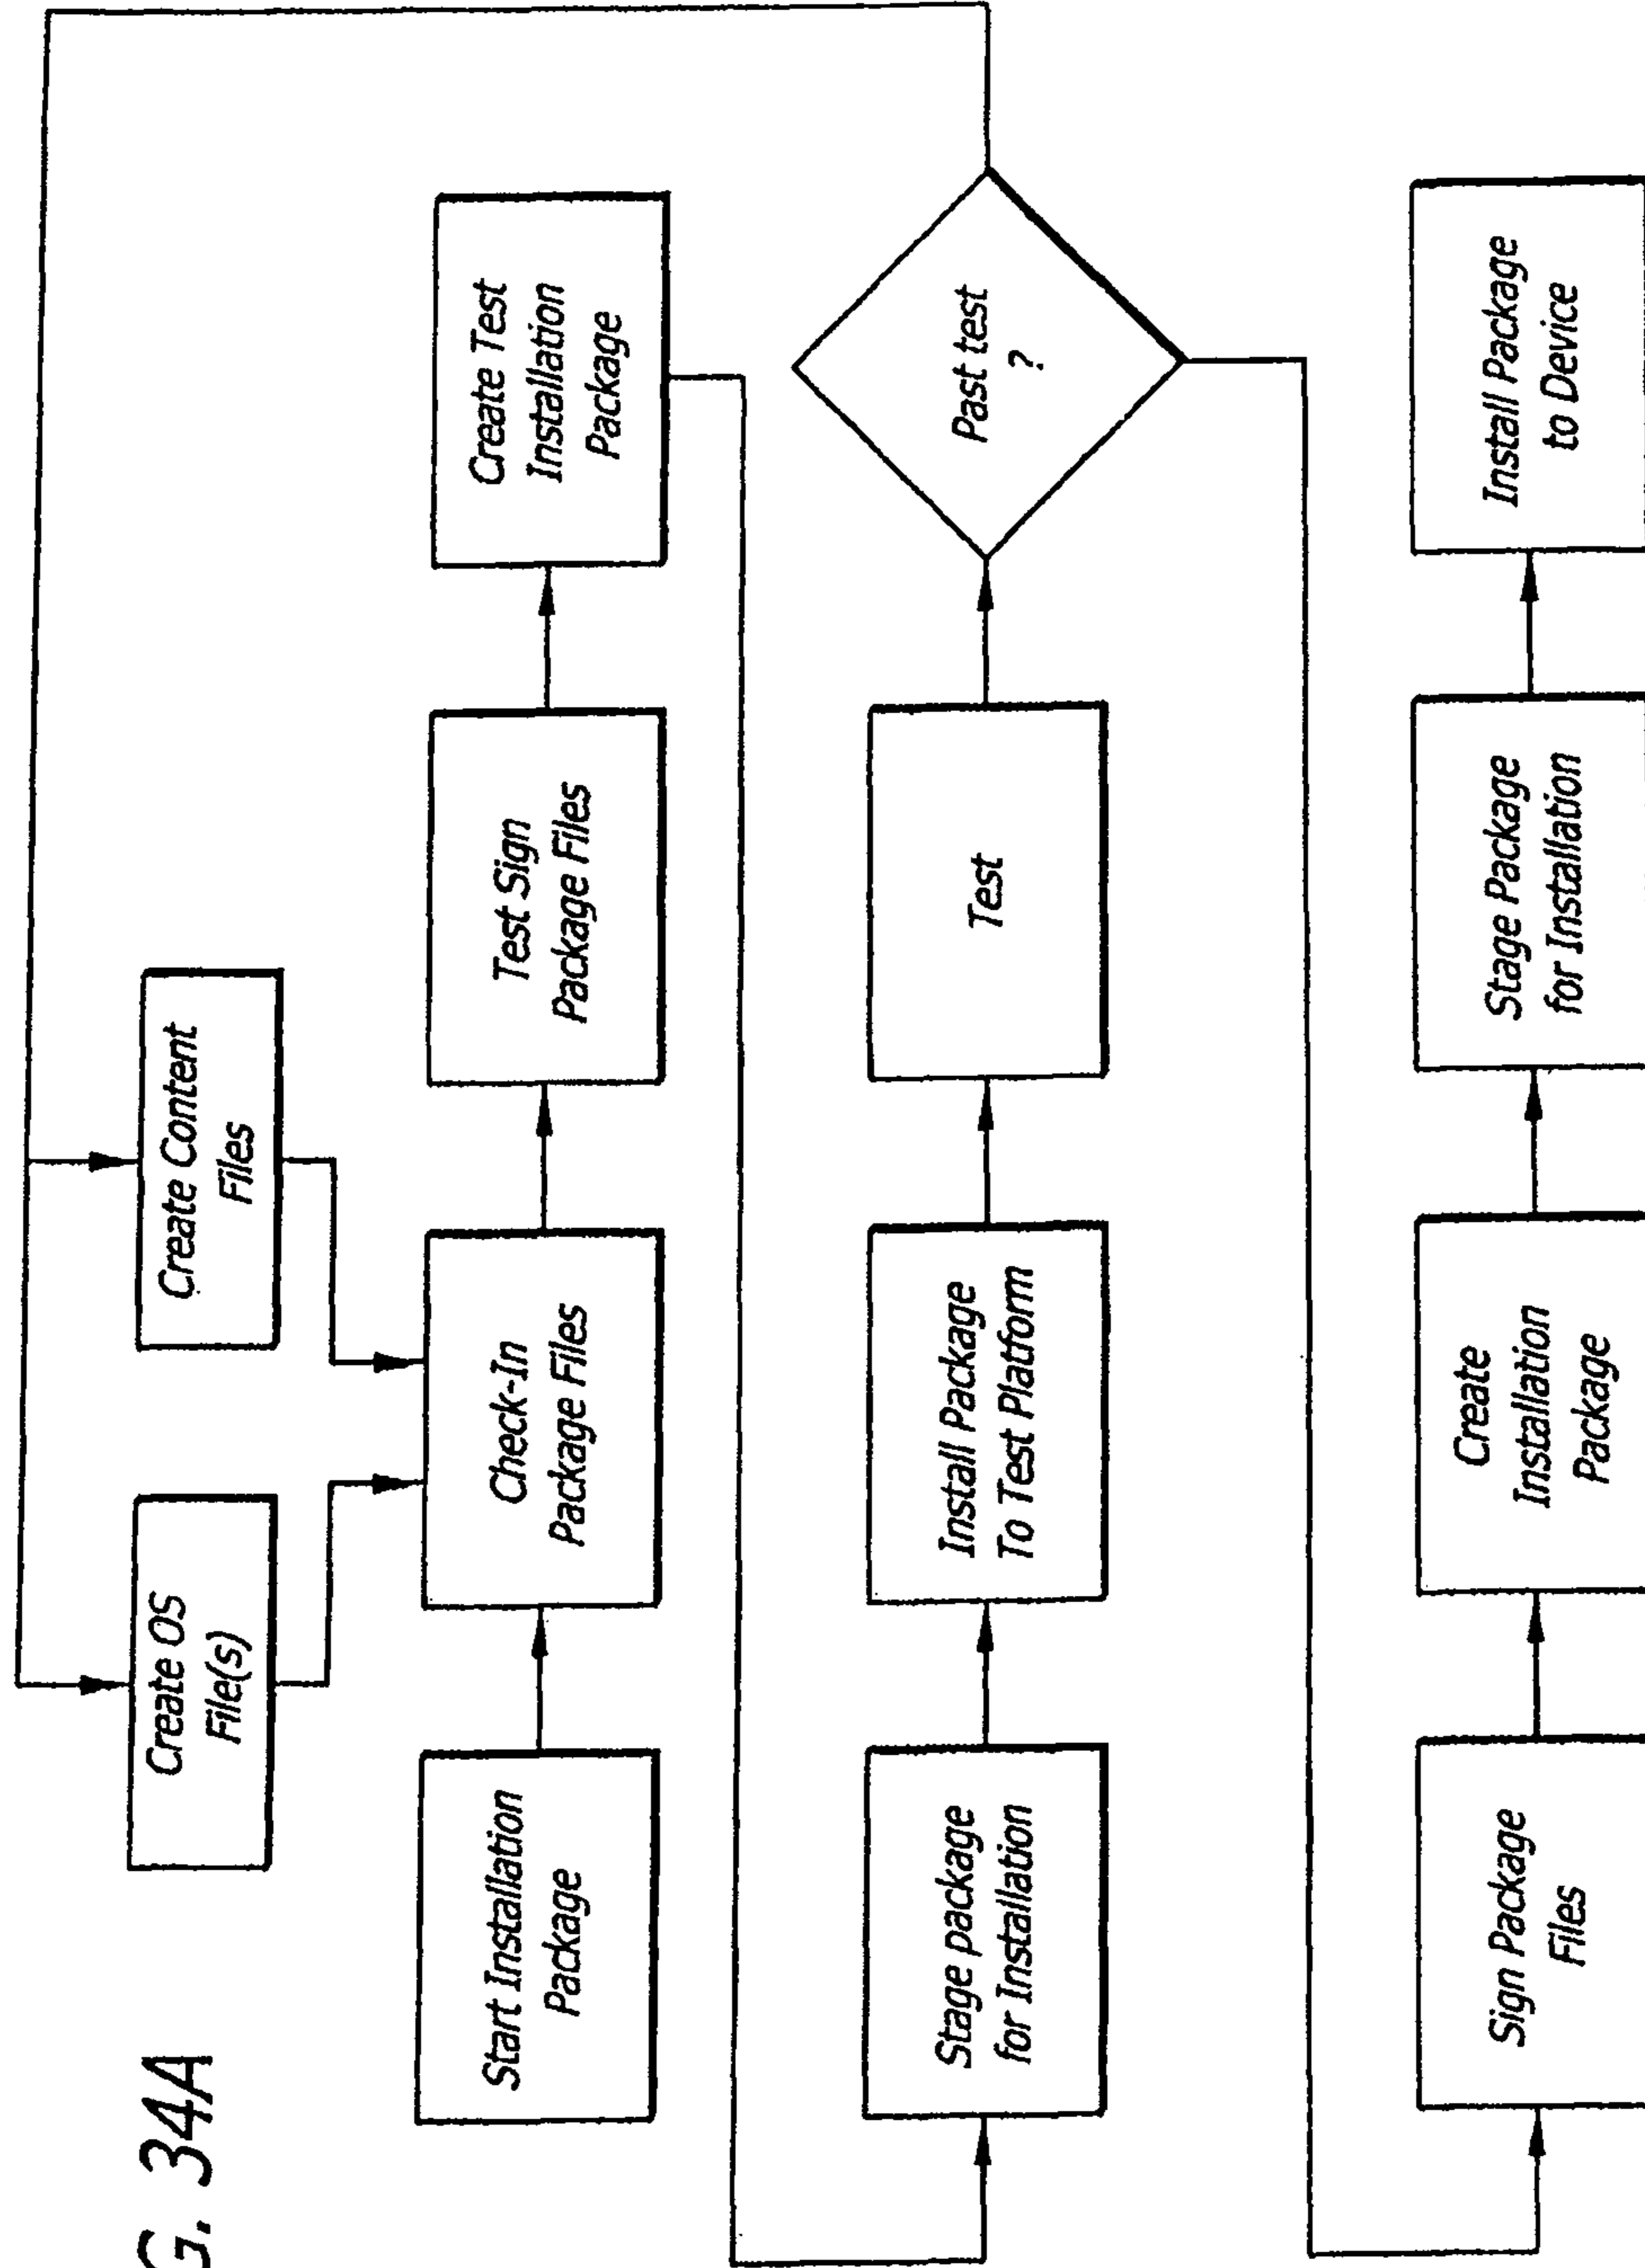 G. 34A
Create OS
File(s)
Create Content
Files
Start Installation
Package
Check-In
Package Files
Test Sign
Package Files
Create Test
Installation
Package
Stage package
for Installation
Install Package
To Test Platform
Test
Past test
?
Sign Package
Files
Create
Installation
Package
Stage Package
for Installation
Install Package
to Device